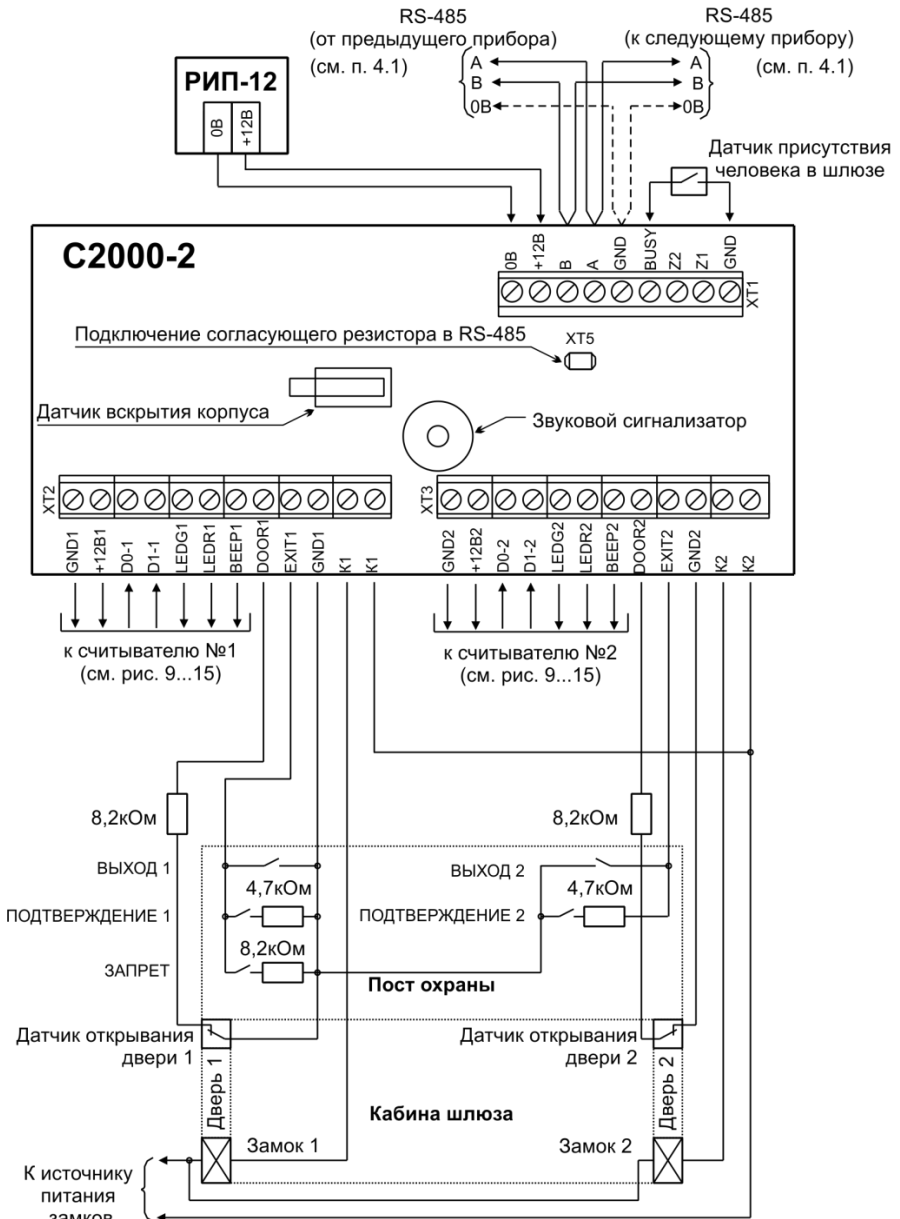 RS-485
(от предыдущего прибора)
(см. п. 4.1)
A
B
0В
RS-485
(к следующему прибору)
(см. п. 4.1)
A
B
0В
РИП-12
0В
+12В
Датчик присутствия
человека в шлюзе
С2000-2
0В
+12В
B
A
GND
BUSY
Z2
Z1
GND
XT1
Подключение согласующего резистора в RS-485
XT5
Датчик вскрытия корпуса
Звуковой сигнализатор
XT2
GND1
+12В1
D0-1
D1-1
LEDG1
LEDR1
BEEP1
DOOR1
EXIT1
GND1
К1
К1
XT3
GND2
+12В2
D0-2
D1-2
LEDG2
LEDR2
BEEP2
DOOR2
EXIT2
GND2
К2
К2
к считывателю №1
(см. рис. 9...15)
к считывателю №2
(см. рис. 9...15)
8,2кОм
8,2кОм
ВЫХОД 1
ВЫХОД 2
4,7кОм
4,7кОм
ПОДТВЕРЖДЕНИЕ 1
ПОДТВЕРЖДЕНИЕ 2
8,2кОм
ЗАПРЕТ
Пост охраны
Датчик открывания
двери 1
Датчик открывания
двери 2
Дверь 1
Дверь 2
Кабина шлюза
Замок 1
Замок 2
К источнику
питания
замков